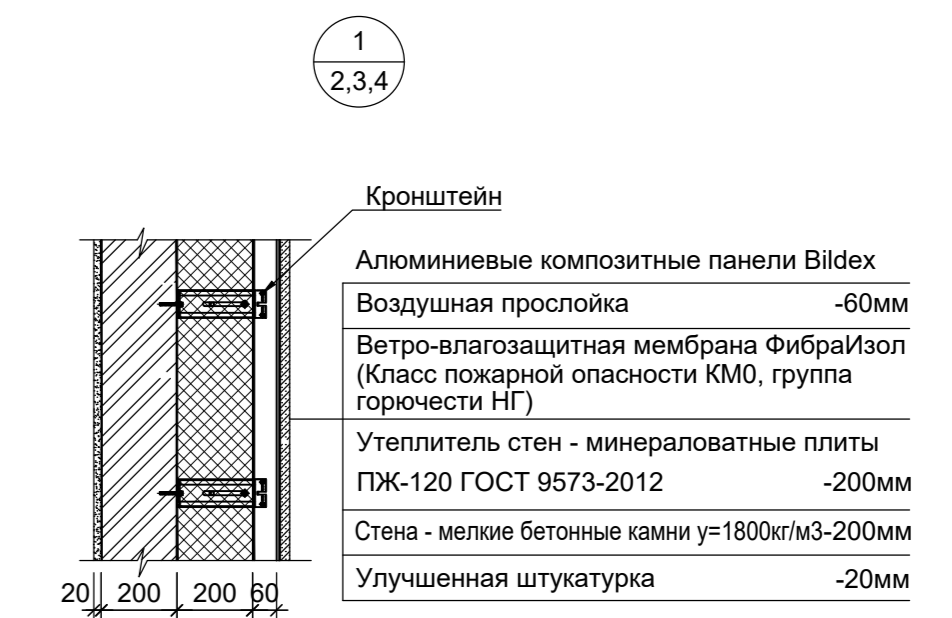 1
2,3,4
Кронштейн
Алюминиевые композитные панели Bildex
Воздушная прослойка -60мм
Ветро-влагозащитная мембрана ФибраИзол
(Класс пожарной опасности КМ0, группа
горючести НГ)
Утеплитель стен - минераловатные плиты
ПЖ-120 ГОСТ 9573-2012 -200мм
Стена - мелкие бетонные камни y=1800кг/м3-200мм
Улучшенная штукатурка -20мм
20 200 200 60